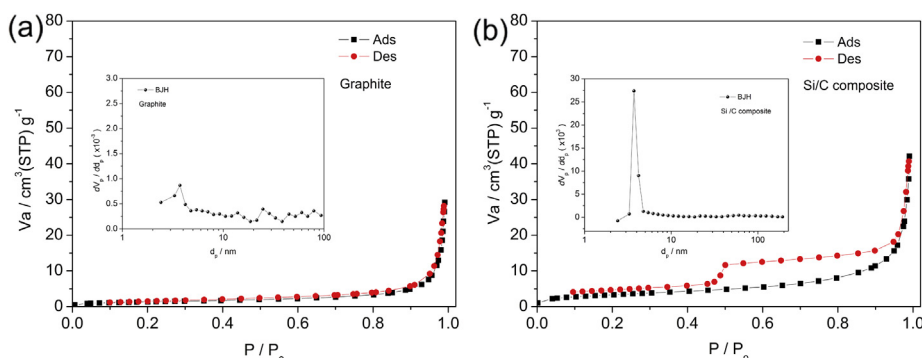 (a)
80
70
60
50
40
30
20
10
0
Va / cm³(STP) g⁻¹
0.0 0.2 0.4 0.6 0.8 1.0
P / P₀
Ads
Des
Graphite
3.0
2.5
2.0
1.5
1.0
0.5
0.0
dVₚ / ddₚ ( x10⁻³)
1 10 100
dₚ / nm
BJH
Graphite
(b)
80
70
60
50
40
30
20
10
0
Va / cm³(STP) g⁻¹
0.0 0.2 0.4 0.6 0.8 1.0
P / P₀
Ads
Des
Si/C composite
30
25
20
15
10
5
0
dVₚ / ddₚ ( x10⁻³)
1 10 100
dₚ / nm
BJH
Si /C composite